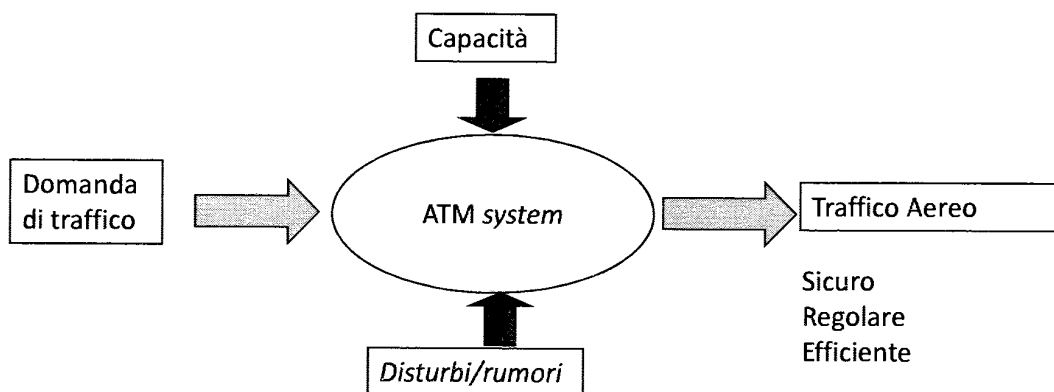 Capacità
Domanda
di traffico
ATM system
Traffico Aereo
Sicuro
Regolare
Efficiente
Disturbi/rumori